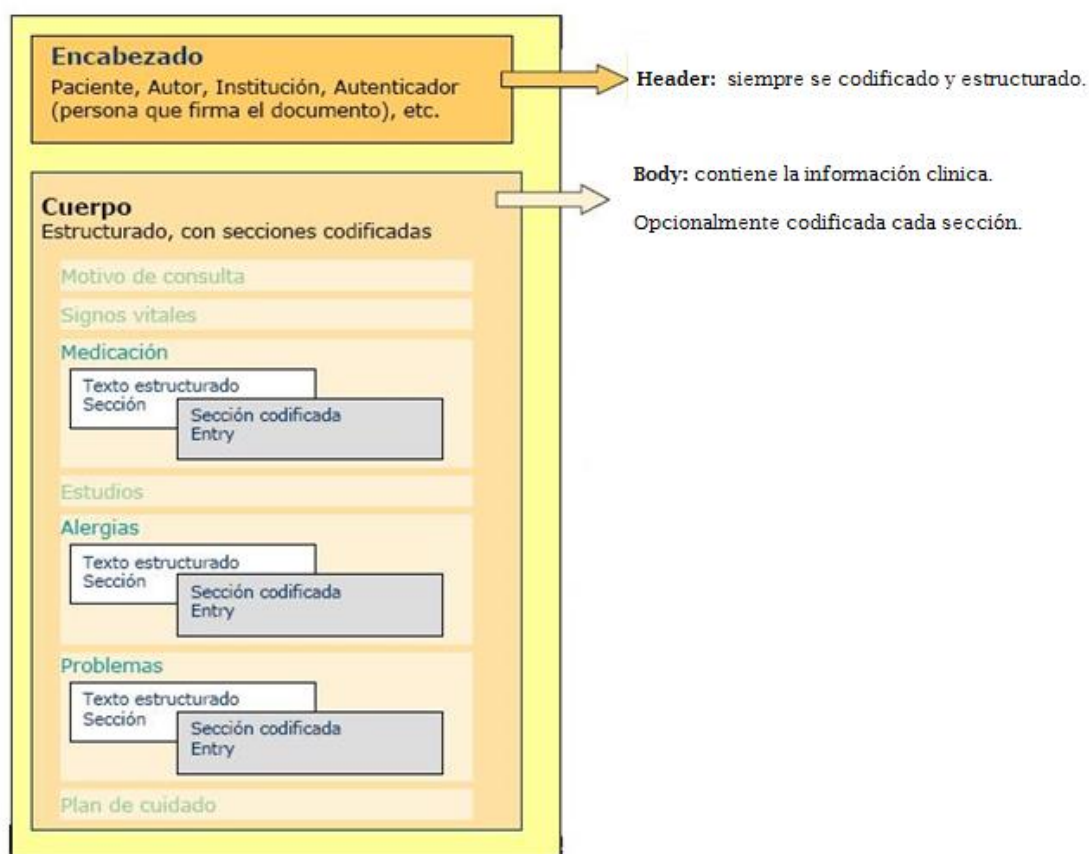 Encabezado
Paciente, Autor, Institución, Autenticador
(persona que firma el documento), etc.
Header: siempre se codificado y estructurado.
Body: contiene la información clinica.
Opcionalmente codificada cada sección.
Cuerpo
Estructurado, con secciones codificadas
Motivo de consulta
Signos vitales
Medicación
Texto estructurado
Sección
Sección codificada
Entry
Estudios
Alergias
Texto estructurado
Sección
Sección codificada
Entry
Problemas
Texto estructurado
Sección
Sección codificada
Entry
Plan de cuidado